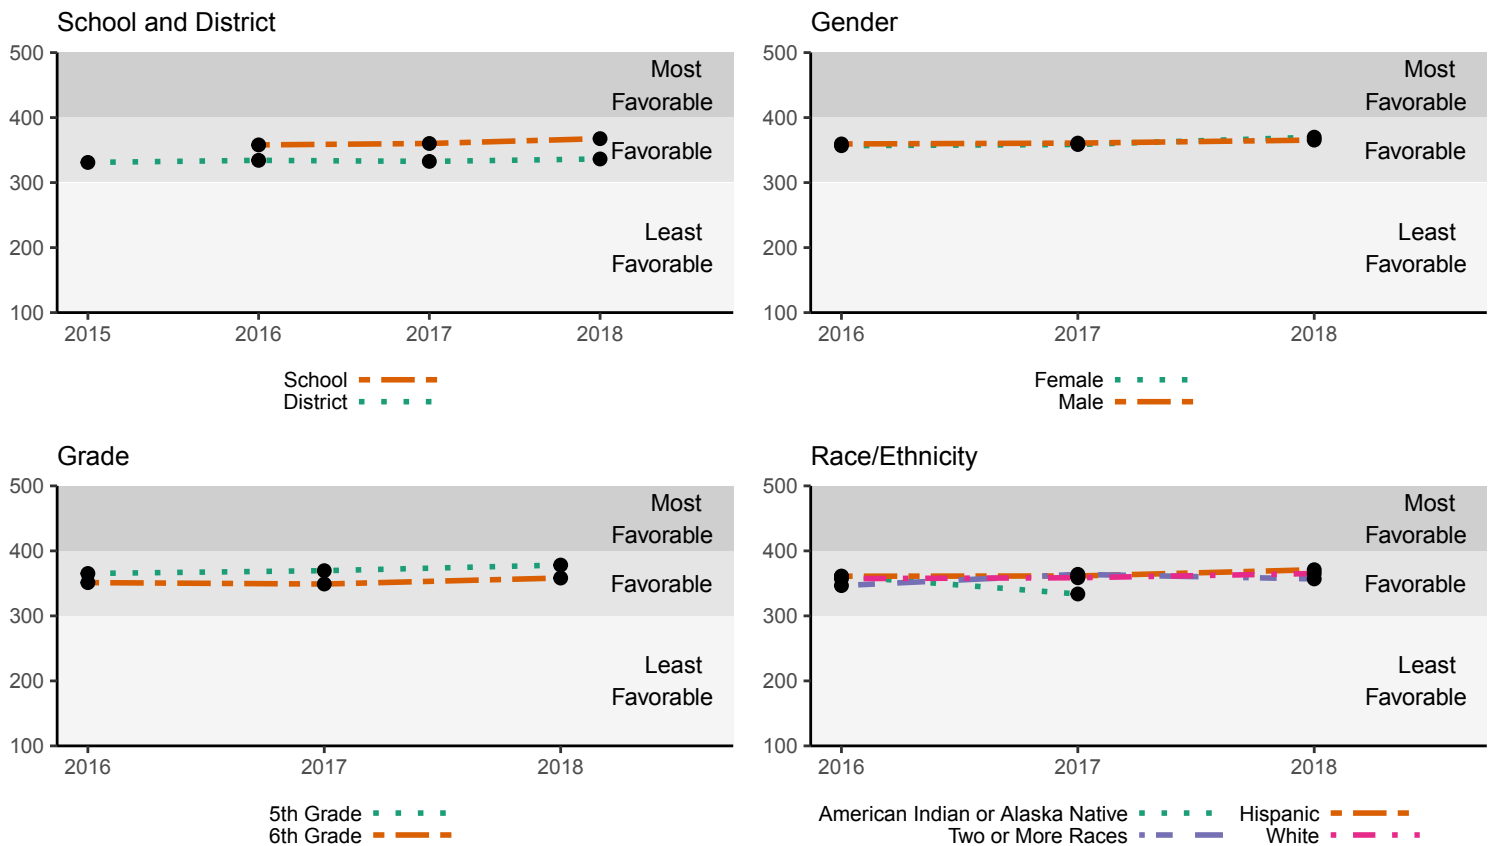 School and District
500
400
300
200
100
Most
Favorable
Favorable
Least
Favorable
2015 2016 2017 2018
School
District
Gender
500
400
300
200
100
Most
Favorable
Favorable
Least
Favorable
2016 2017 2018
Female
Male
Grade
500
400
300
200
100
Most
Favorable
Favorable
Least
Favorable
2016 2017 2018
5th Grade
6th Grade
Race/Ethnicity
500
400
300
200
100
Most
Favorable
Favorable
Least
Favorable
2016 2017 2018
American Indian or Alaska Native Hispanic
Two or More Races White